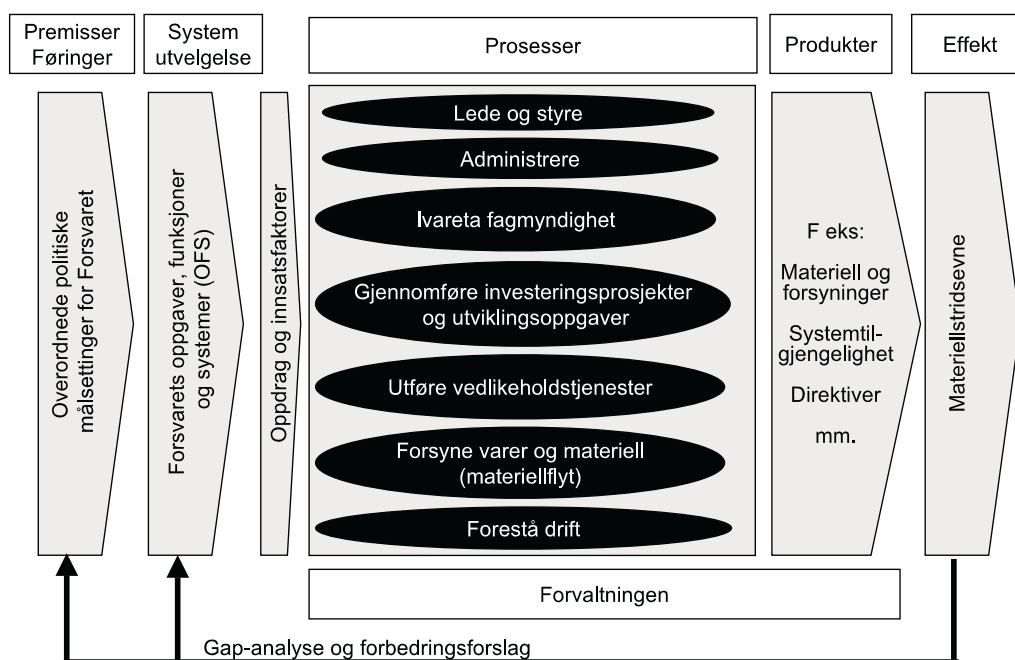 Premisser
Føringer
System
utvelgelse
Prosesser
Produkter
Effekt
Overordnede politiske
målsettinger for Forsvaret
Forsvarets oppgaver, funksjoner
og systemer (OFS)
Oppdrag og innsatsfaktorer
Lede og styre
Administrere
Ivareta fagmyndighet
Gjennomføre investeringsprosjekter
og utviklingsoppgaver
Utføre vedlikeholdstjenester
Forsyne varer og materiell
(materiellflyt)
Forestå drift
F eks:
Materiell og
forsyninger
Systemtil-
gjengelighet
Direktiver
mm.
Materiellstridsevne
Forvaltningen
Gap-analyse og forbedringsforslag